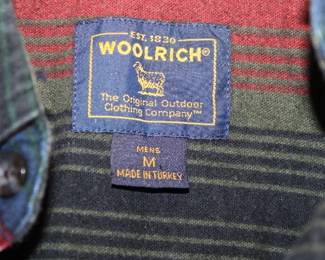 EST. 1830
WOOLRICH®
The Original Outdoor
Clothing Company™
MENS
M
MADE IN TURKEY